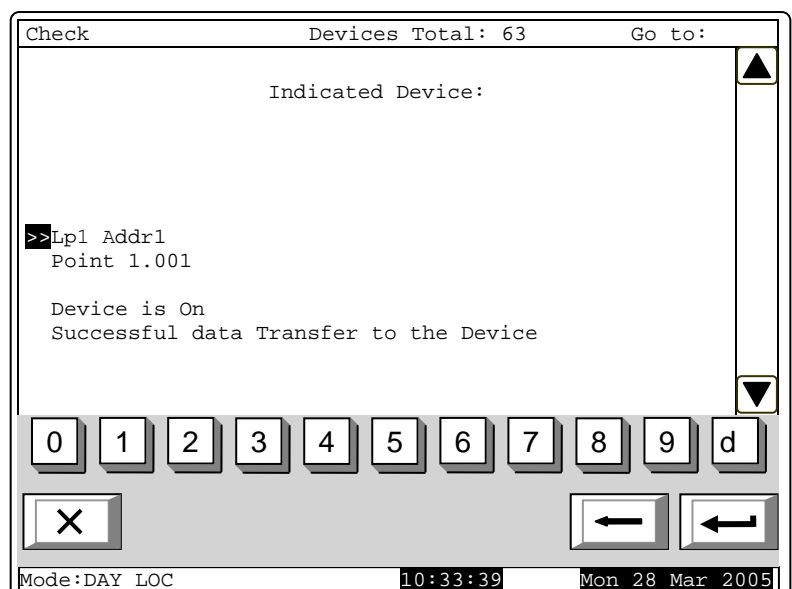 Check Devices Total: 63 Go to:
Indicated Device:
>>Lp1 Addr1
Point 1.001
Device is On
Successful data Transfer to the Device
0 1 2 3 4 5 6 7 8 9 d
Mode:DAY LOC 10:33:39 Mon 28 Mar 2005